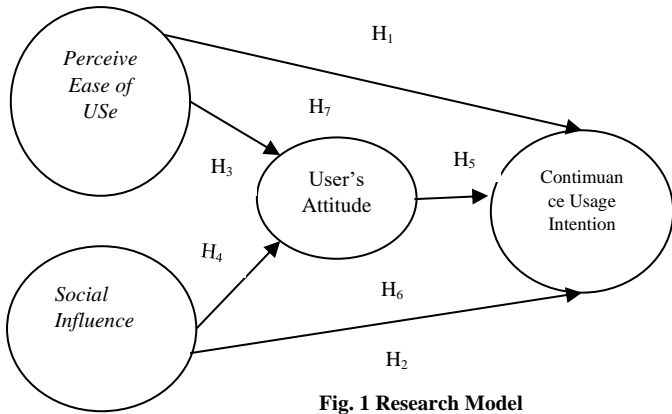 H₁
Perceive
Ease of
USe
H₇
H₃
User's
Attitude
H₅
Continuan
ce Usage
Intention
H₄
Social
Influence
H₆
H₂
Fig. 1 Research Model